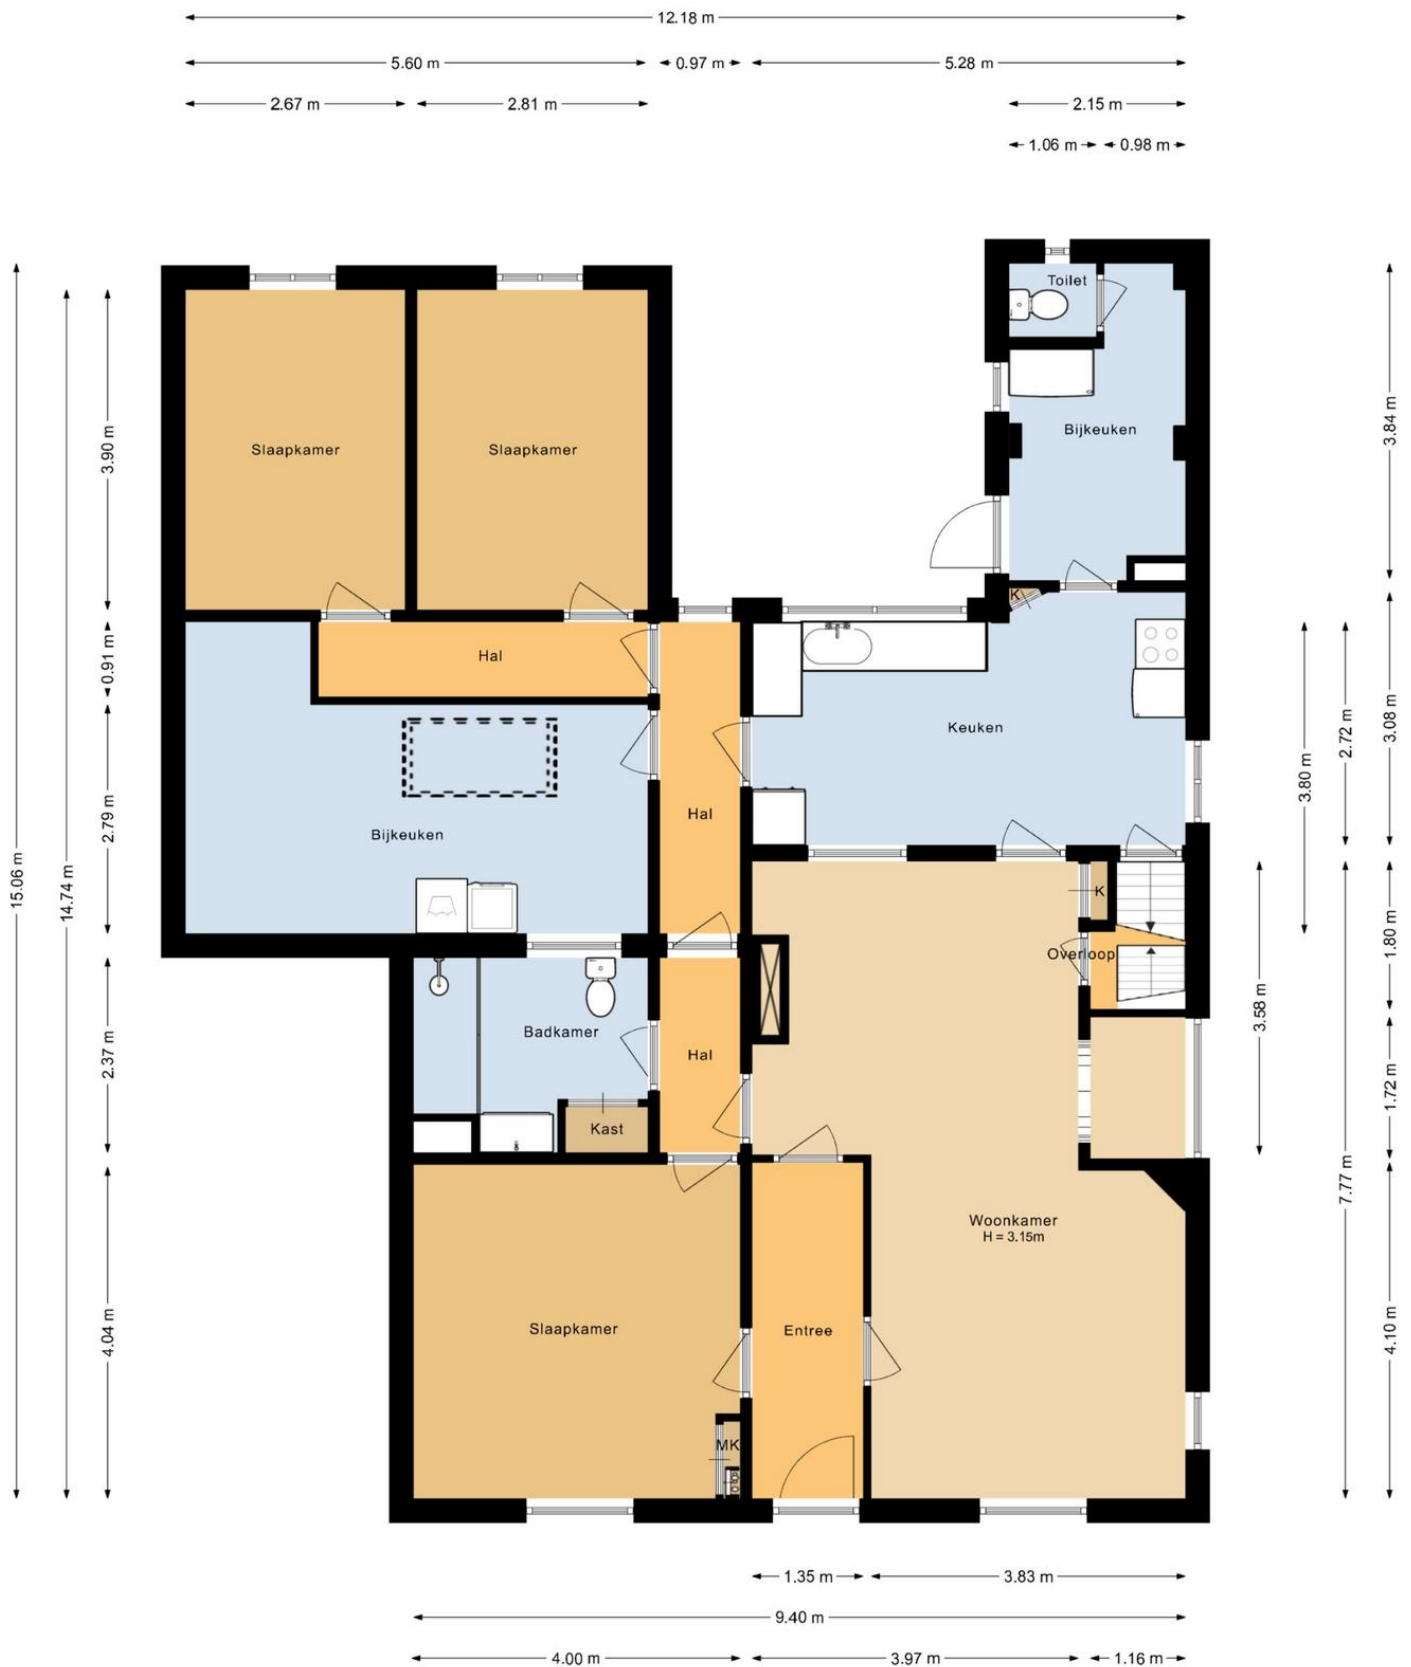 12.18 m
5.60 m
0.97 m
5.28 m
2.67 m
2.81 m
2.15 m
1.06 m
0.98 m
Toilet
Bijkeuken
Slaapkamer
Slaapkamer
K
Hal
Keuken
Hal
Bijkeuken
K
Overloop
Badkamer
Hal
Kast
Woonkamer
H = 3.15m
Slaapkamer
Entree
MK
15.06 m
14.74 m
3.90 m
0.91 m
2.79 m
2.37 m
4.04 m
3.84 m
3.08 m
2.72 m
3.80 m
1.80 m
3.58 m
1.72 m
7.77 m
4.10 m
1.35 m
3.83 m
9.40 m
4.00 m
3.97 m
1.16 m